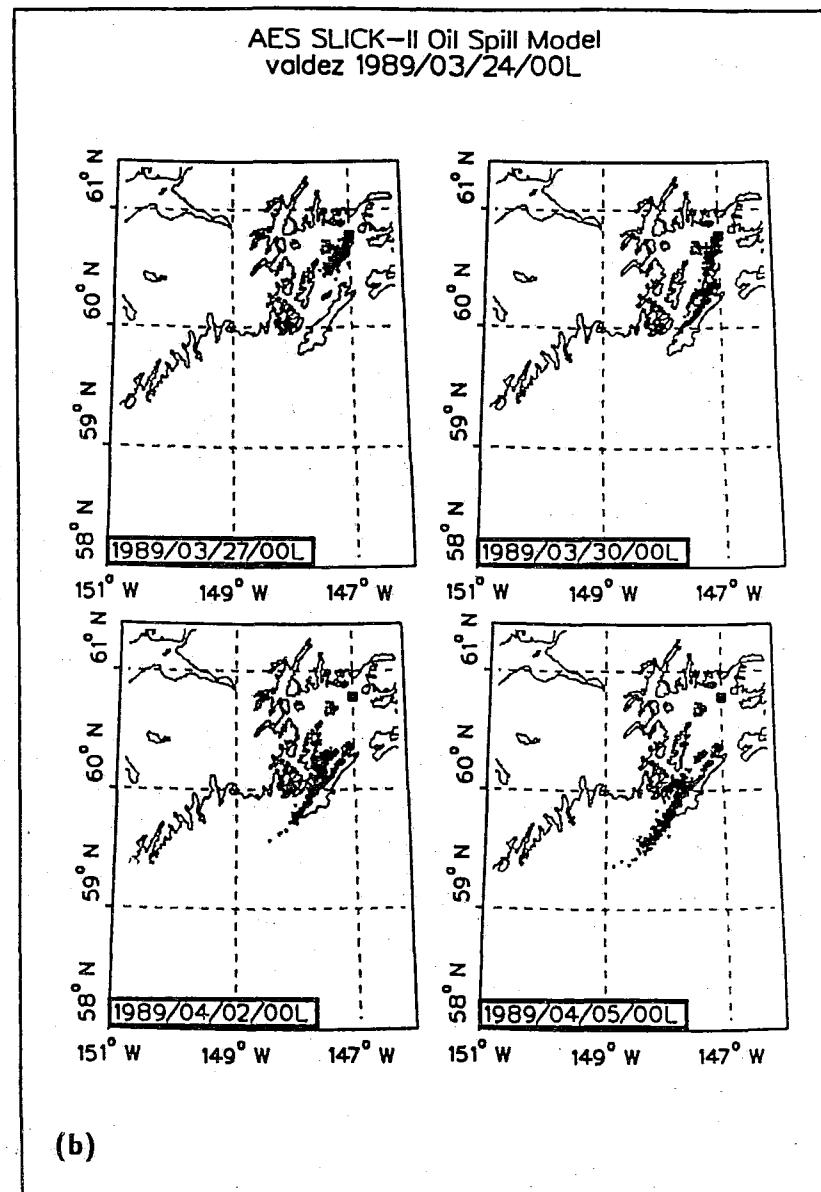 AES SLICK-II Oil Spill Model
valdez 1989/03/24/00L
61° N
60° N
59° N
58° N
1989/03/27/00L
151° W
149° W
147° W
61° N
60° N
59° N
58° N
1989/03/30/00L
151° W
149° W
147° W
61° N
60° N
59° N
58° N
1989/04/02/00L
151° W
149° W
147° W
61° N
60° N
59° N
58° N
1989/04/05/00L
151° W
149° W
147° W
(b)